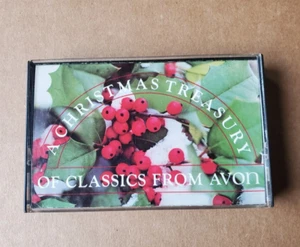 A CHRISTMAS TREASURY
OF CLASSICS FROM AVON